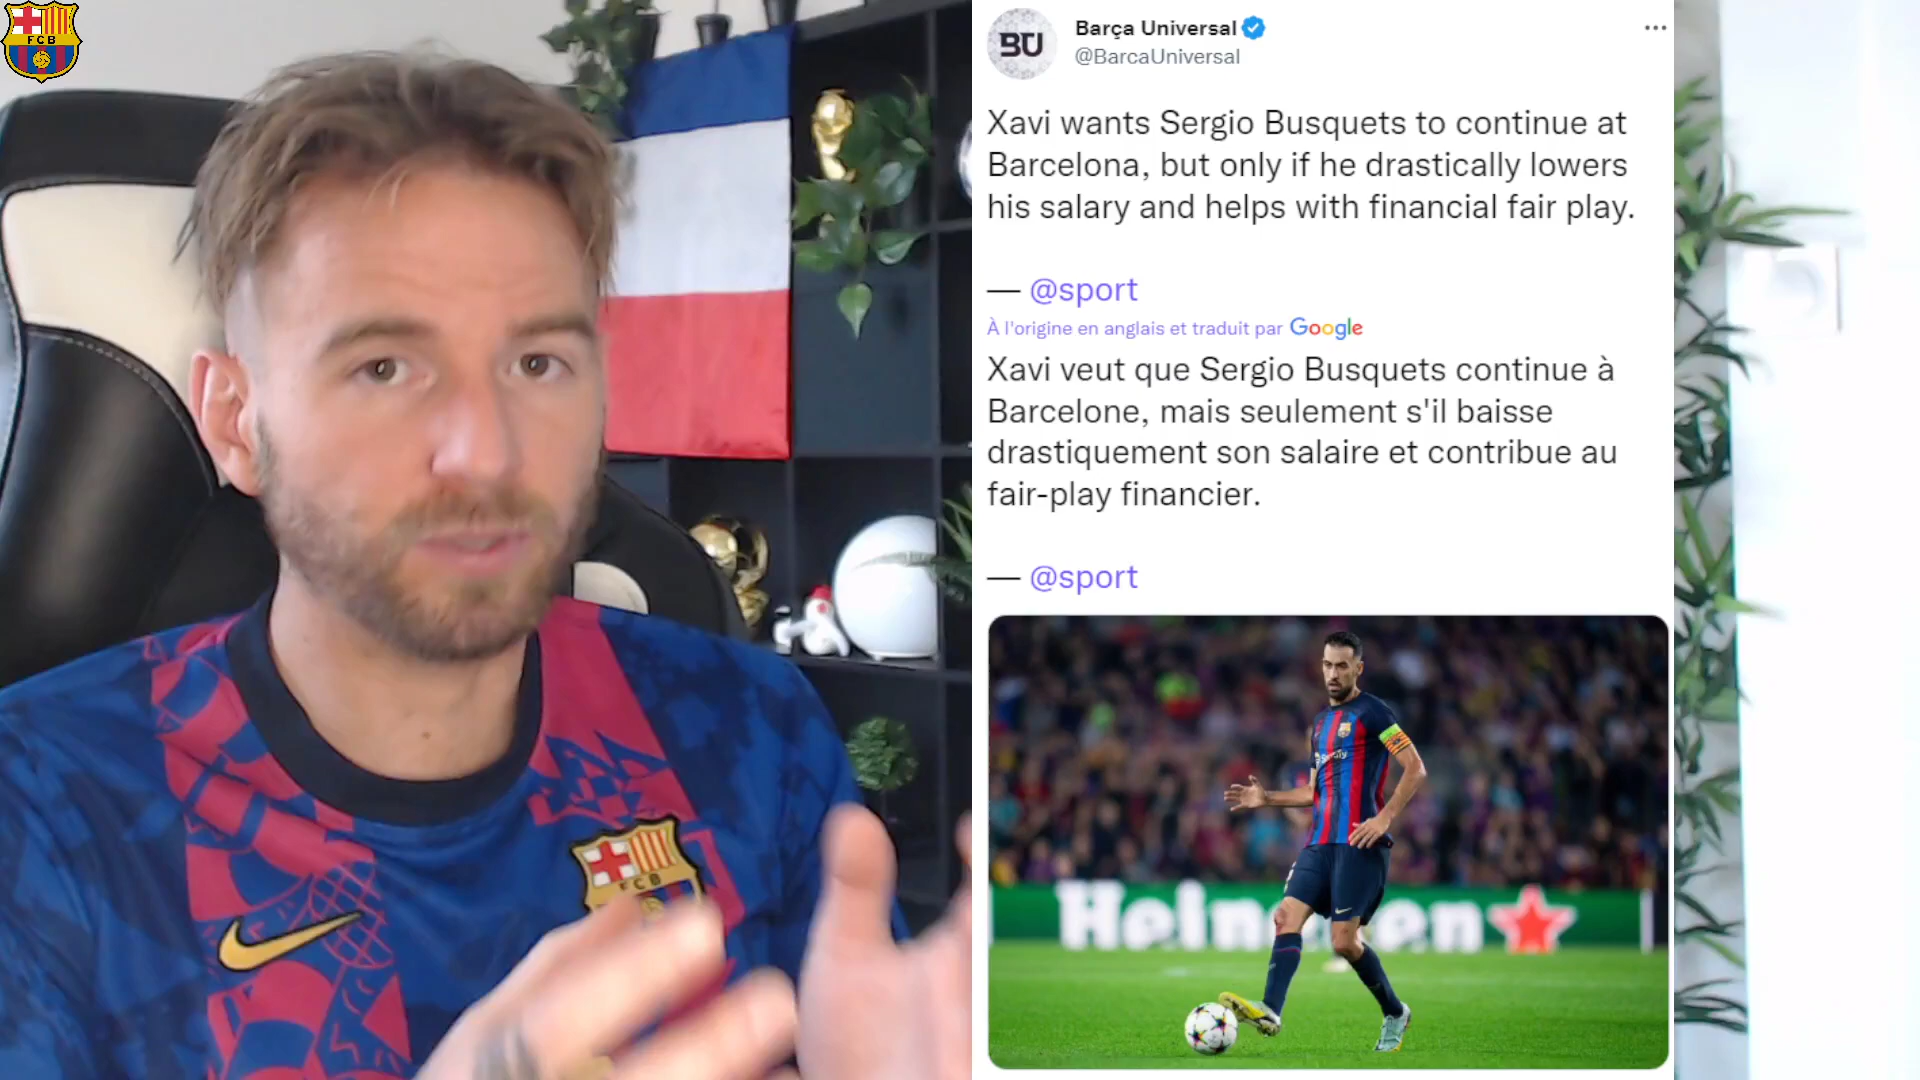 FCB
BU
Barça Universal
@BarcaUniversal
Xavi wants Sergio Busquets to continue at
Barcelona, but only if he drastically lowers
his salary and helps with financial fair play.
— @sport
À l'origine en anglais et traduit par Google
Xavi veut que Sergio Busquets continue à
Barcelone, mais seulement s'il baisse
drastiquement son salaire et contribue au
fair-play financier.
— @sport
FCB